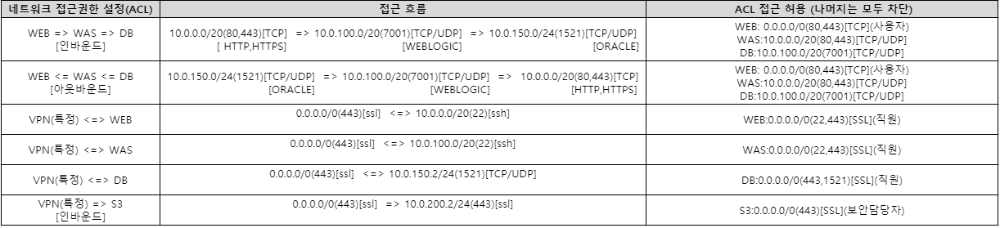 네트워크 접근권한 설정(ACL) 접근 흐름 ACL 접근 허용 (나머지는 모두 차단)
WEB => WAS => DB
[인바운드]
10.0.0.0/20(80,443)[TCP] => 10.0.100.0/20(7001)[TCP/UDP] => 10.0.150.0/24(1521)[TCP/UDP]
[ HTTP,HTTPS] [WEBLOGIC] [ORACLE]
WEB: 0.0.0.0/0(80,443)[TCP](사용자)
WAS:10.0.0.0/20(80,443)[TCP/UDP]
DB:10.0.100.0/20(7001)[TCP/UDP]
WEB <= WAS <= DB
[아웃바운드]
10.0.150.0/24(1521)[TCP/UDP] => 10.0.100.0/20(7001)[TCP/UDP] => 10.0.0.0/20(80,443)[TCP]
[ORACLE] [WEBLOGIC] [HTTP,HTTPS]
WEB: 0.0.0.0/0(80,443)[TCP](사용자)
WAS:10.0.0.0/20(80,443)[TCP/UDP]
DB:10.0.100.0/20(7001)[TCP/UDP]
VPN(특정) <=> WEB 0.0.0.0/0(443)[ssl] <=> 10.0.0.0/20(22)[ssh] WEB:0.0.0.0/0(22,443)[SSL](직원)
VPN(특정) <=> WAS 0.0.0.0/0(443)[ssl] <=> 10.0.100.0/20(22)[ssh] WAS:0.0.0.0/0(22,443)[SSL](직원)
VPN(특정) <=> DB 0.0.0.0/0(443)[ssl] <=> 10.0.150.2/24(1521)[TCP/UDP] DB:0.0.0.0/0(443,1521)[SSL](직원)
VPN(특정) => S3
[인바운드]
0.0.0.0/0(443)[ssl] => 10.0.200.2/24(443)[ssl]
S3:0.0.0.0/0(443)[SSL](보안담당자)